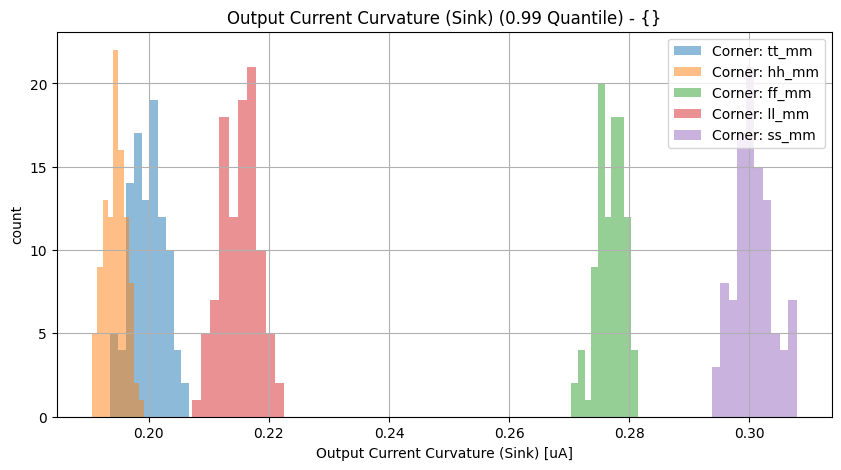 Output Current Curvature (Sink) (0.99 Quantile) - {}
Corner: tt_mm
Corner: hh_mm
Corner: ff_mm
Corner: ll_mm
Corner: ss_mm
count
20
15
10
5
0
0.20
0.22
0.24
0.26
0.28
0.30
Output Current Curvature (Sink) [uA]